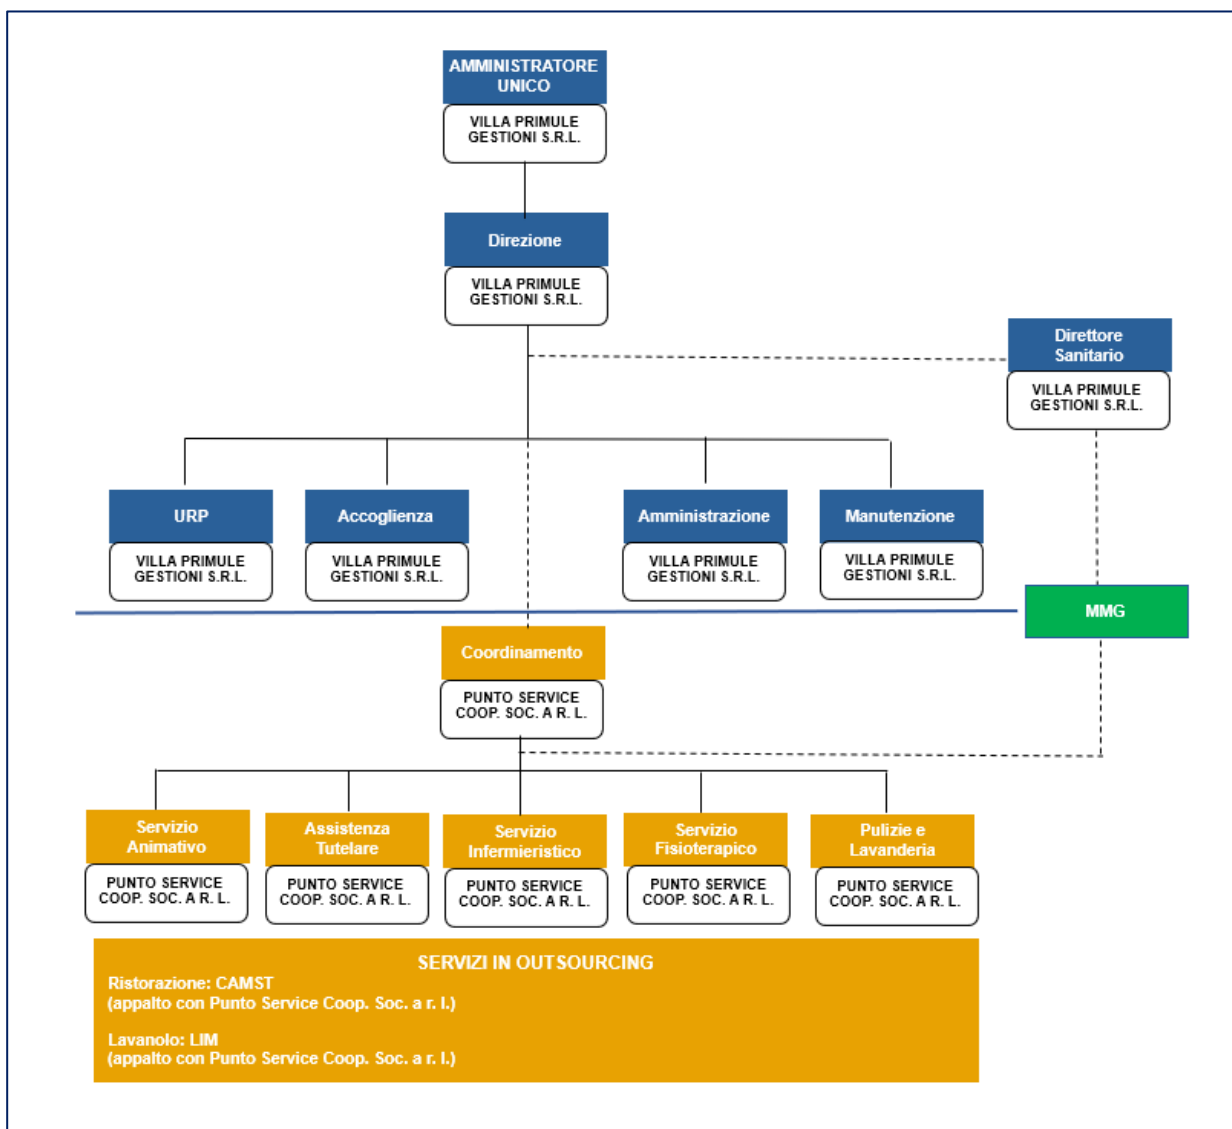 AMMINISTRATORE
UNICO
VILLA PRIMULE
GESTIONI S.R.L.
Direzione
VILLA PRIMULE
GESTIONI S.R.L.
Direttore
Sanitario
VILLA PRIMULE
GESTIONI S.R.L.
URP
VILLA PRIMULE
GESTIONI S.R.L.
Accoglienza
VILLA PRIMULE
GESTIONI S.R.L.
Amministrazione
VILLA PRIMULE
GESTIONI S.R.L.
Manutenzione
VILLA PRIMULE
GESTIONI S.R.L.
MMG
Coordinamento
PUNTO SERVICE
COOP. SOC. A R. L.
Servizio
Animativo
PUNTO SERVICE
COOP. SOC. A R. L.
Assistenza
Tutelare
PUNTO SERVICE
COOP. SOC. A R. L.
Servizio
Infermieristico
PUNTO SERVICE
COOP. SOC. A R. L.
Servizio
Fisioterapico
PUNTO SERVICE
COOP. SOC. A R. L.
Pulizie e
Lavanderia
PUNTO SERVICE
COOP. SOC. A R. L.
SERVIZI IN OUTSOURCING
Ristorazione: CAMST
(appalto con Punto Service Coop. Soc. a r. l.)
Lavanolo: LIM
(appalto con Punto Service Coop. Soc. a r. l.)